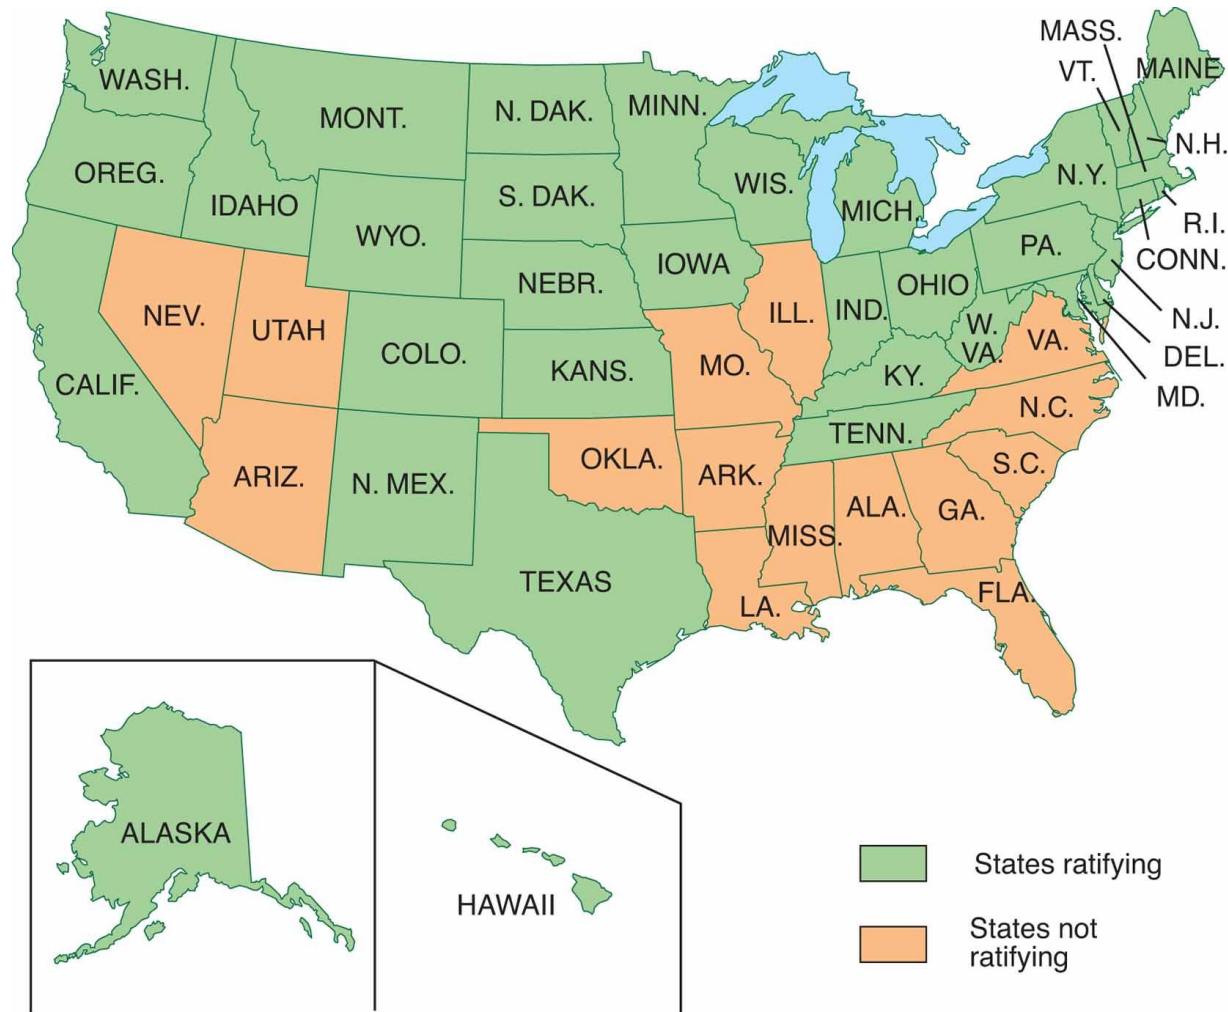 MASS.
VT.
MAINE
WASH.
MONT.
N. DAK.
MINN.
N.H.
OREG.
IDAHO
S. DAK.
WIS.
N.Y.
MICH.
R.I.
WYO.
PA.
CONN.
IOWA
NEBR.
OHIO
NEV.
UTAH
ILL.
IND.
W.
VA.
VA.
N.J.
COLO.
KANS.
MO.
KY.
DEL.
CALIF.
MD.
N.C.
TENN.
ARIZ.
N. MEX.
OKLA.
ARK.
S.C.
MISS.
ALA.
GA.
TEXAS
LA.
FLA.
ALASKA
HAWAII
States ratifying
States not
ratifying